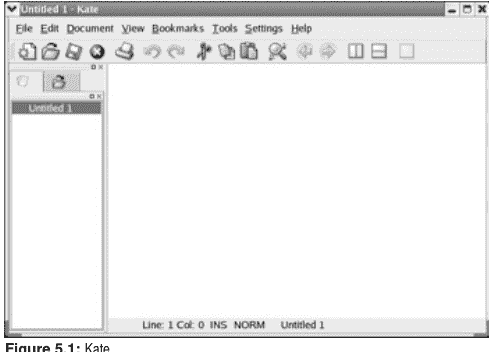 Untitled 1 - Kate
File Edit Document View Bookmarks Tools Settings Help
Untitled 1
Line: 1 Col: 0 INS NORM Untitled 1
Figure 5.1: Kate